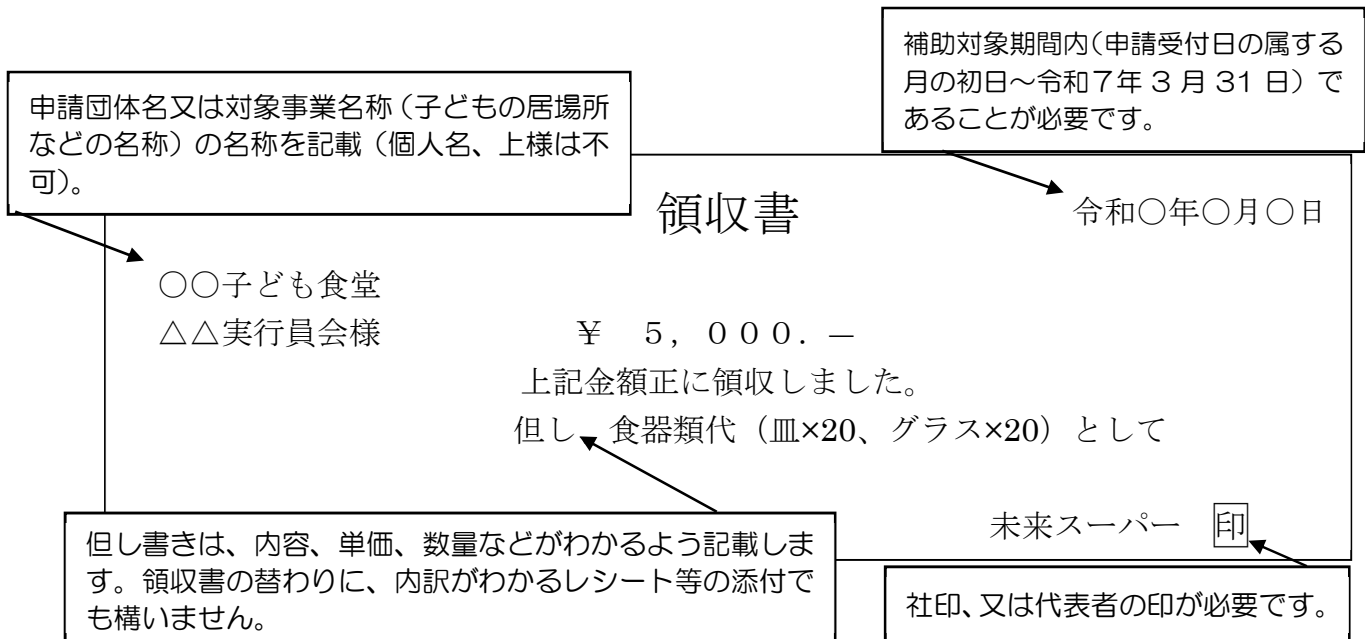 補助対象期間内（申請受付日の属する
月の初日～令和７年 3 月 31 日）で
あることが必要です。
申請団体名又は対象事業名称（子どもの居場所
などの名称）の名称を記載（個人名、上様は不
可）。
領収書
令和○年○月○日
○○子ども食堂
△△実行員会様
￥　５，０００．―
上記金額正に領収しました。
但し、食器類代（皿×20、グラス×20）として
未来スーパー　印
但し書きは、内容、単価、数量などがわかるよう記載しま
す。領収書の替わりに、内訳がわかるレシート等の添付で
も構いません。
社印、又は代表者の印が必要です。